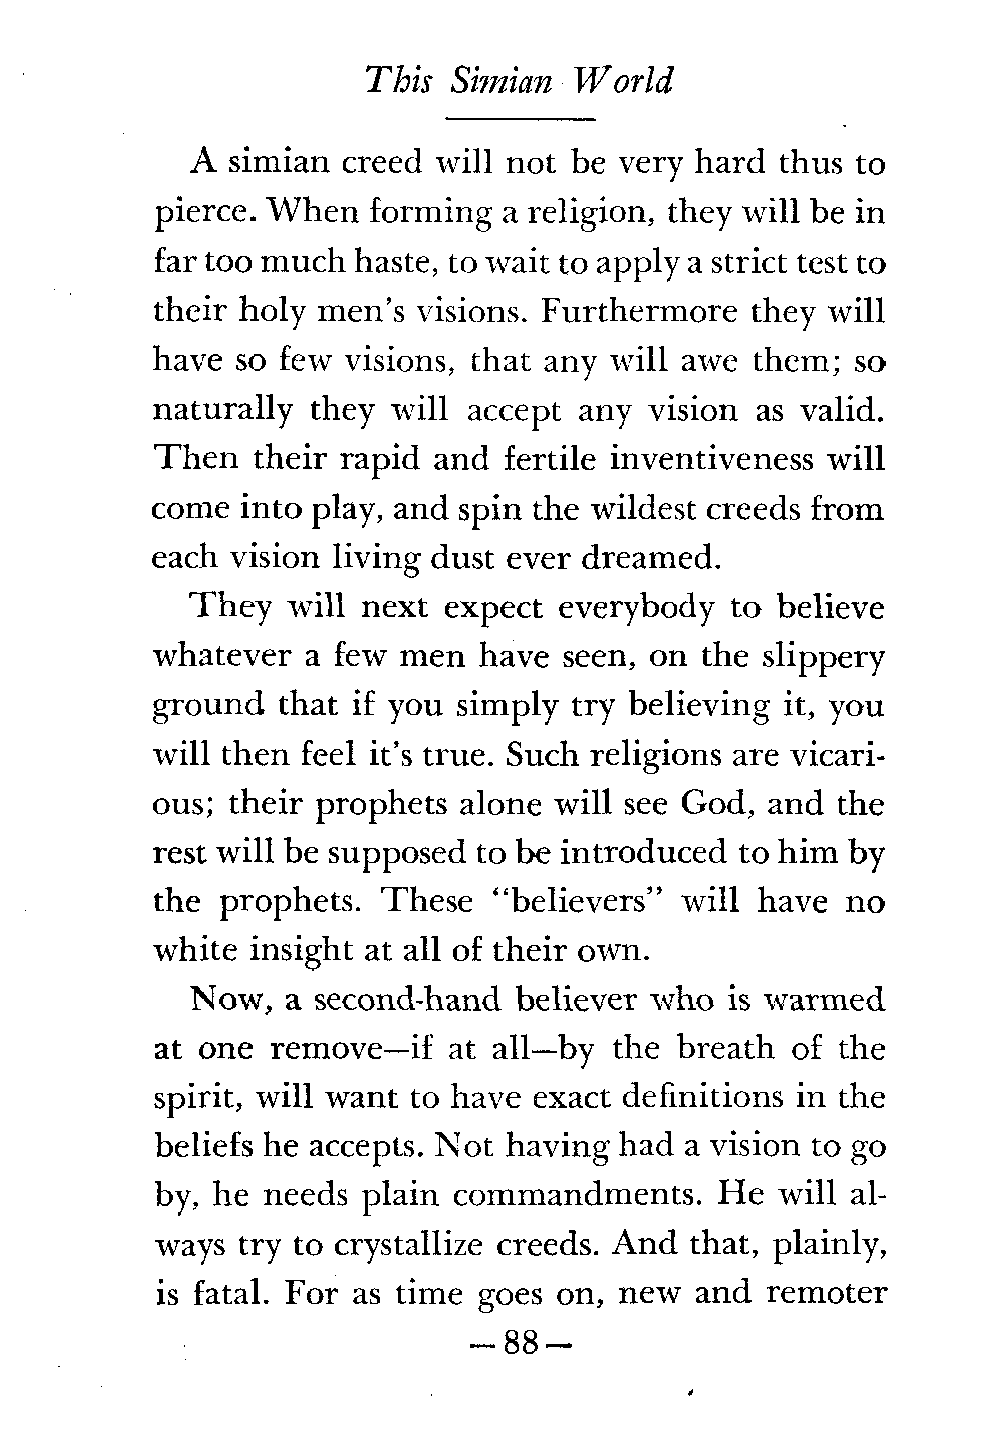 This Simian World
A simian creed will not be very hard thus to
pierce. When forming a religion, they will be in
far too much haste, to wait to apply a strict test to
their holy men's visions. Furthermore they will
have so few visions, that any will awe them; so
naturally they will accept any vision as valid.
Then their rapid and fertile inventiveness will
come into play, and spin the wildest creeds from
each vision living dust ever dreamed.
They will next expect everybody to believe
whatever a few men have seen, on the slippery
ground that if you simply try believing it, you
will then feel it's true. Such religions are vicari-
ous; their prophets alone will see God, and the
rest will be supposed to be introduced to him by
the prophets. These "believers" will have no
white insight at all of their own.
Now, a second-hand believer who is warmed
at one remove—if at all—by the breath of the
spirit, will want to have exact definitions in the
beliefs he accepts. Not having had a vision to go
by, he needs plain commandments. He will al-
ways try to crystallize creeds. And that, plainly,
is fatal. For as time goes on, new and remoter
— 88 —